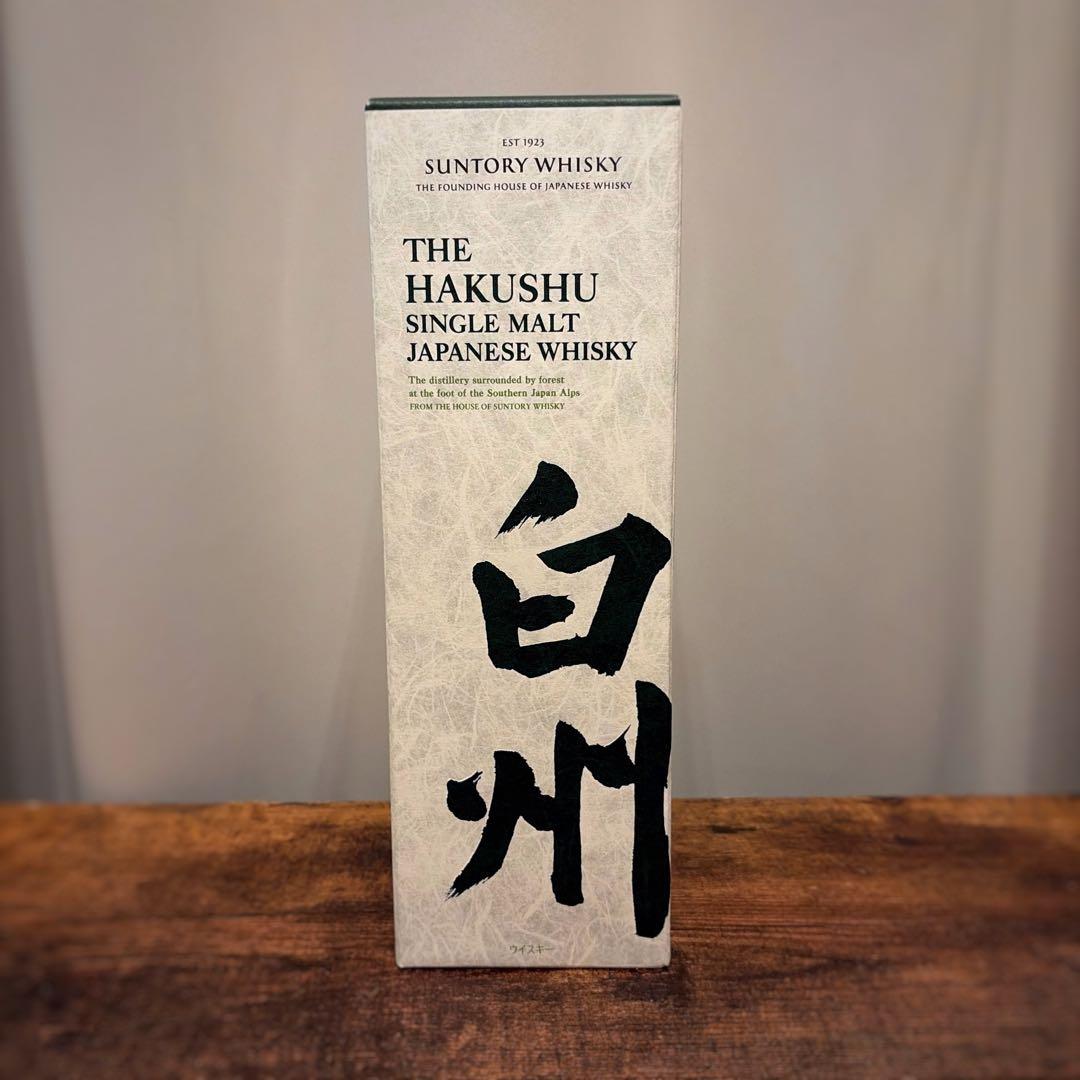 EST 1923
SUNTORY WHISKY
THE FOUNDING HOUSE OF JAPANESE WHISKY
THE
HAKUSHU
SINGLE MALT
JAPANESE WHISKY
The distillery surrounded by forest
at the foot of the Southern Japan Alps
FROM THE HOUSE OF SUNTORY WHISKY
白州
ウイスキー